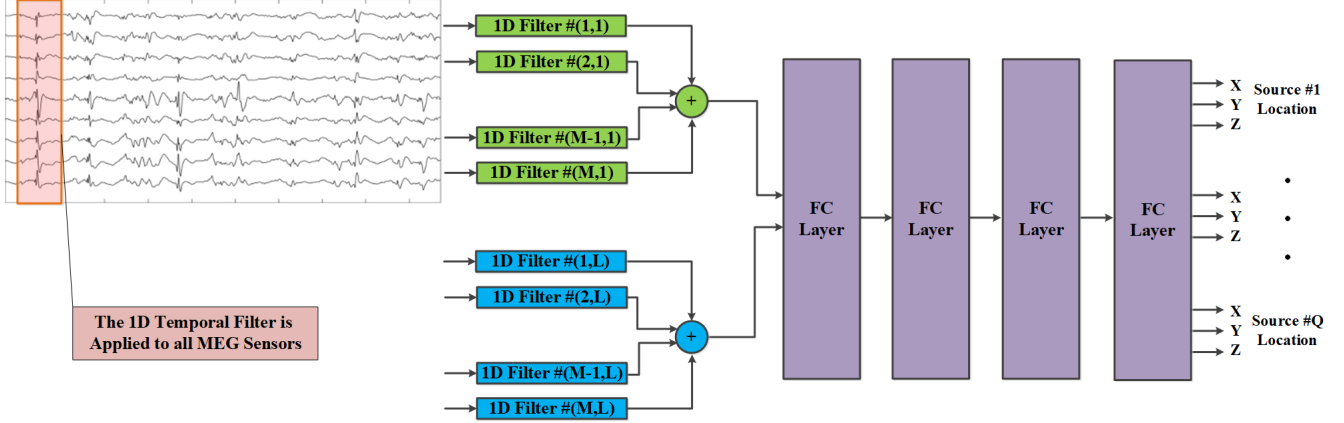 The 1D Temporal Filter is
Applied to all MEG Sensors
1D Filter #(1,1)
1D Filter #(2,1)
1D Filter #(M-1,1)
1D Filter #(M,1)
+
1D Filter #(1,L)
1D Filter #(2,L)
1D Filter #(M-1,L)
1D Filter #(M,L)
+
FC
Layer
FC
Layer
FC
Layer
FC
Layer
X
Y
Z
Source #1
Location
X
Y
Z
X
Y
Z
Source #Q
Location